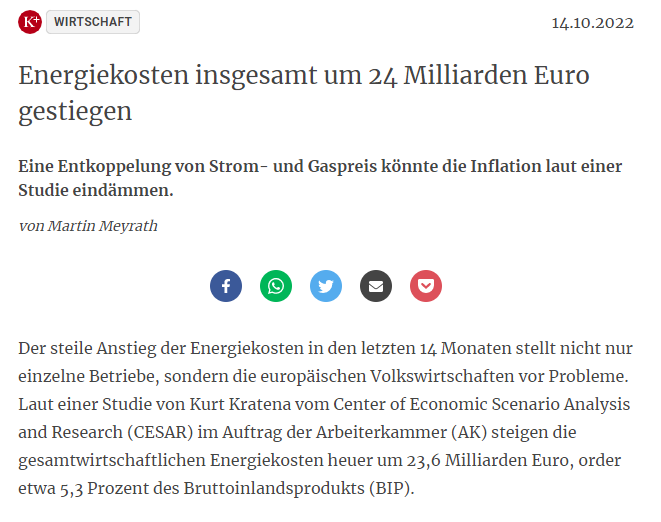 K+ WIRTSCHAFT 14.10.2022
Energiekosten insgesamt um 24 Milliarden Euro
gestiegen
Eine Entkoppelung von Strom- und Gaspreis könnte die Inflation laut einer
Studie eindämmen.
von Martin Meyrath
Der steile Anstieg der Energiekosten in den letzten 14 Monaten stellt nicht nur
einzelne Betriebe, sondern die europäischen Volkswirtschaften vor Probleme.
Laut einer Studie von Kurt Kratena vom Center of Economic Scenario Analysis
and Research (CESAR) im Auftrag der Arbeiterkammer (AK) steigen die
gesamtwirtschaftlichen Energiekosten heuer um 23,6 Milliarden Euro, order
etwa 5,3 Prozent des Bruttoinlandsprodukts (BIP).